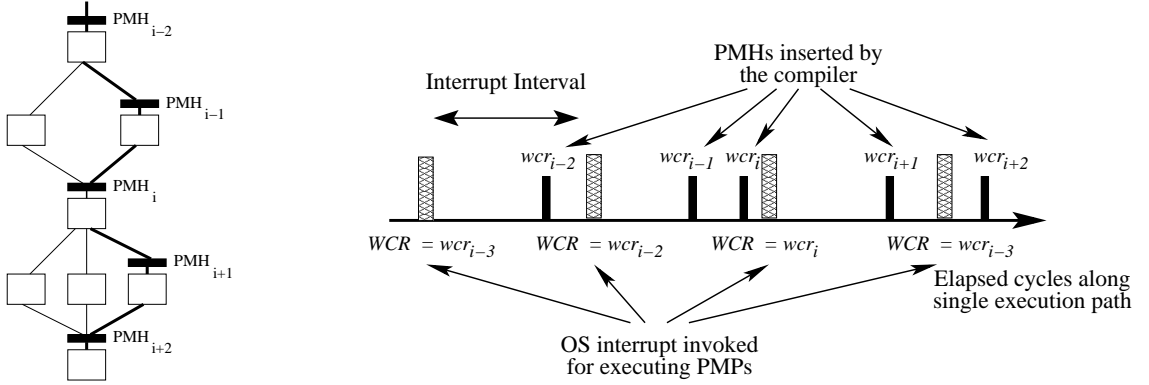 PMH i−2
PMH i−1
PMH i
PMH i+1
PMH i+2
PMHs inserted by
the compiler
Interrupt Interval
wcr i−2
wcr i−1
wcr i
wcr i+1
wcr i+2
WCR = wcr i−3
WCR = wcr i−2
WCR = wcr i
WCR = wcr i−3
Elapsed cycles along
single execution path
OS interrupt invoked
for executing PMPs